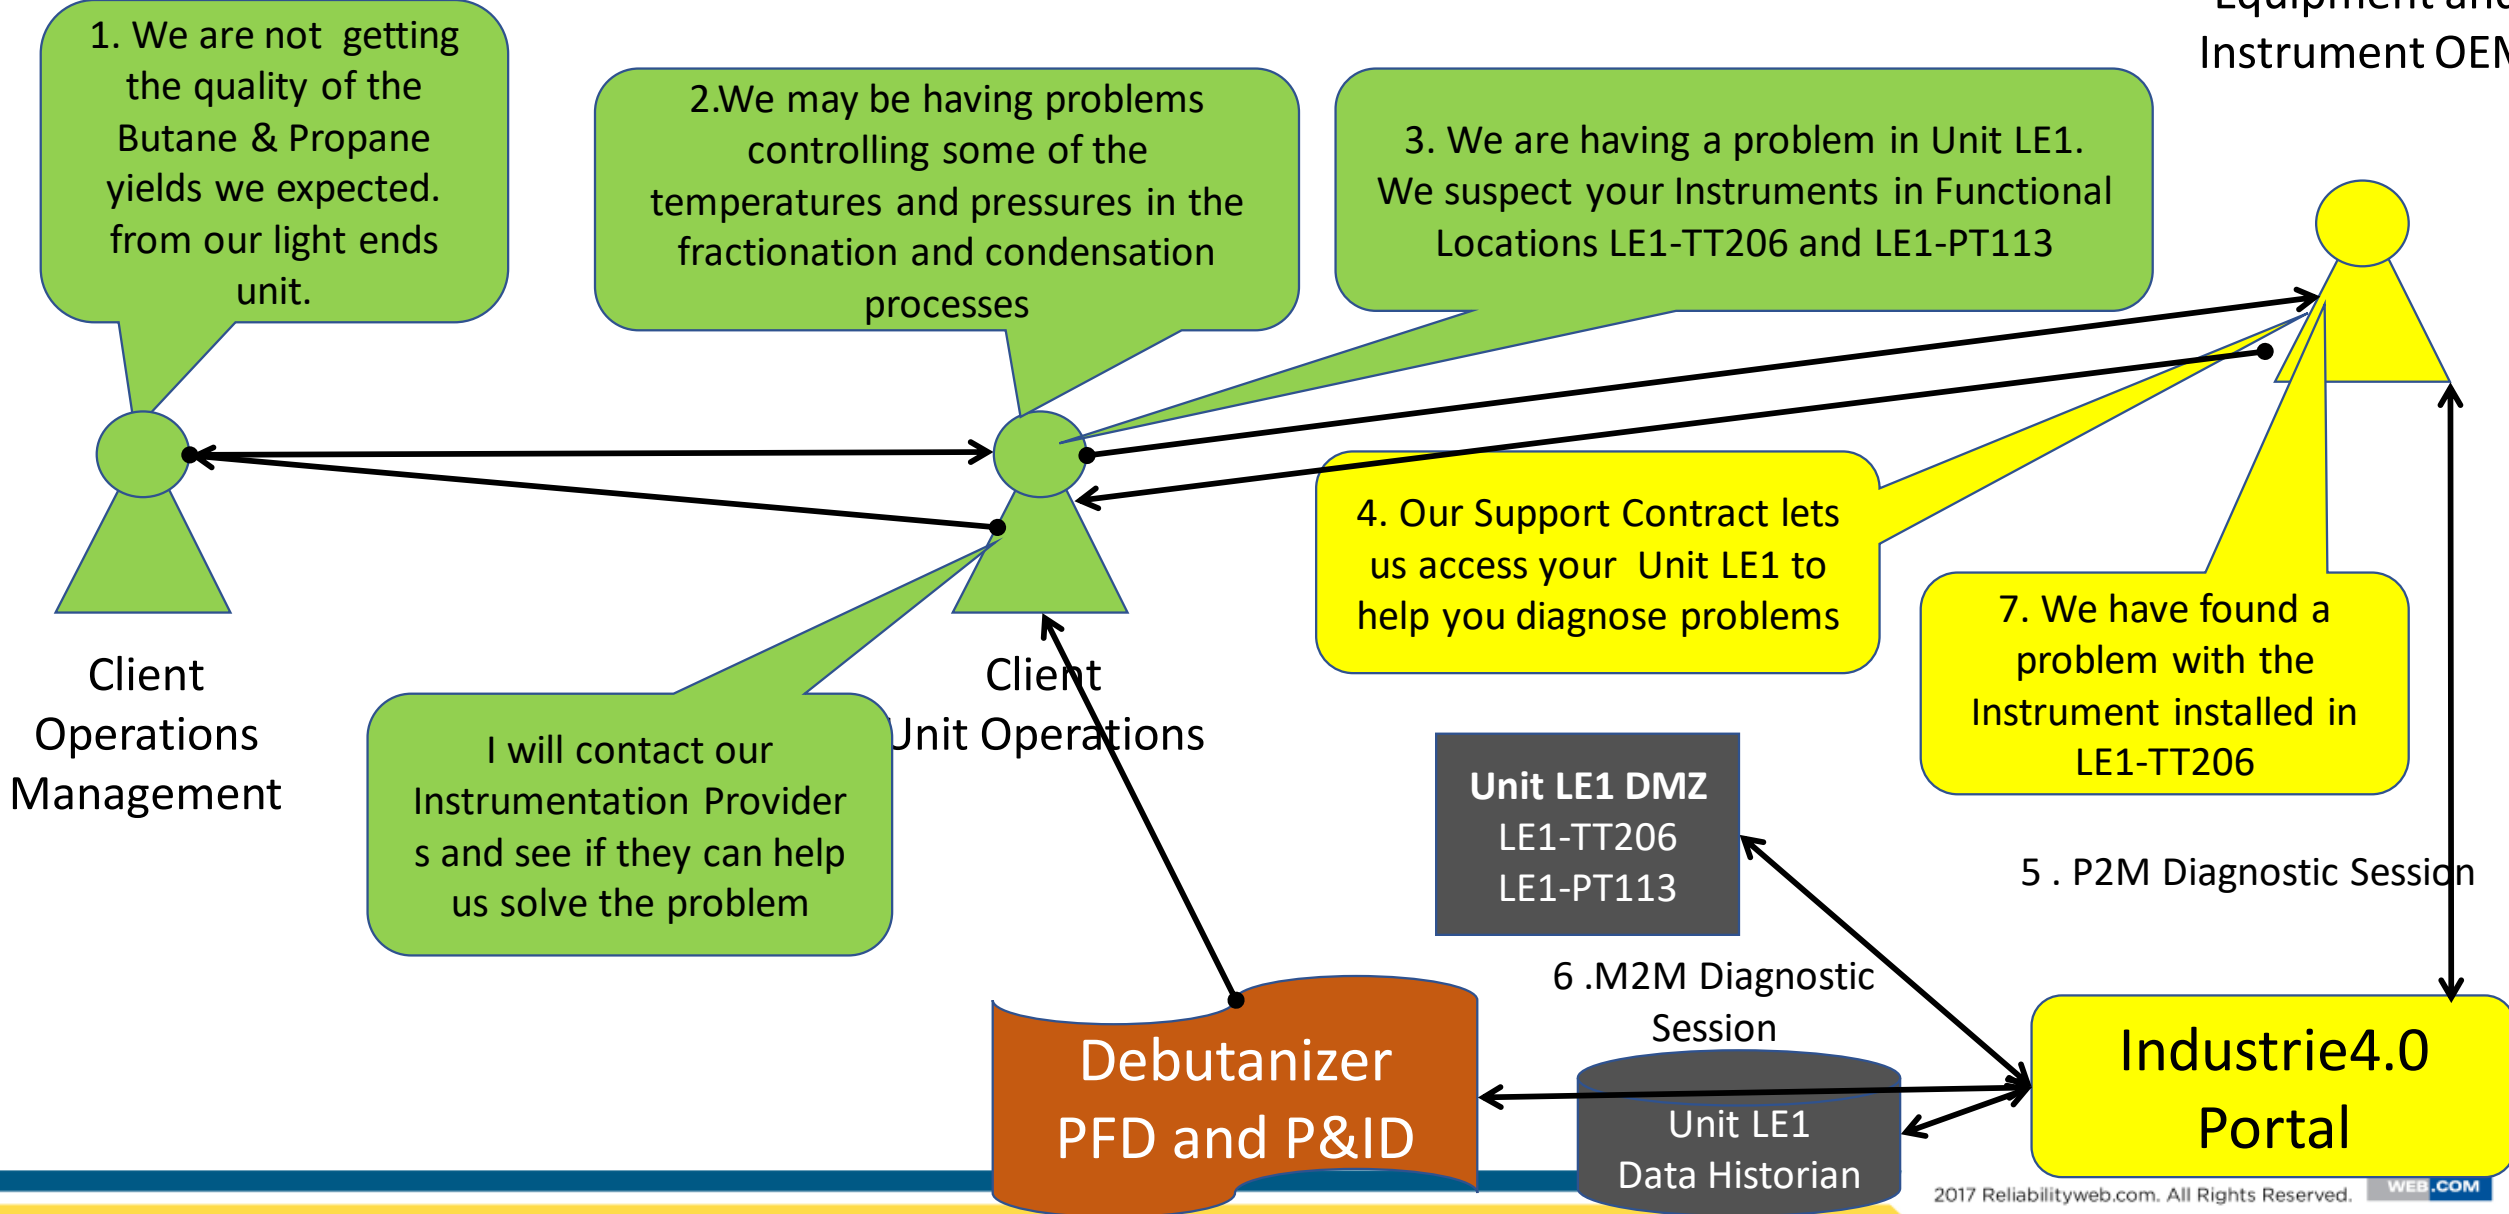 Equipment and
Instrument OEM
1. We are not getting
the quality of the
Butane & Propane
yields we expected.
from our light ends
unit.
2.We may be having problems
controlling some of the
temperatures and pressures in the
fractionation and condensation
processes
3. We are having a problem in Unit LE1.
We suspect your Instruments in Functional
Locations LE1-TT206 and LE1-PT113
4. Our Support Contract lets
us access your Unit LE1 to
help you diagnose problems
7. We have found a
problem with the
Instrument installed in
LE1-TT206
Client
Operations
Management
Client
Unit Operations
I will contact our
Instrumentation Provider
s and see if they can help
us solve the problem
Unit LE1 DMZ
LE1-TT206
LE1-PT113
5 . P2M Diagnostic Session
6 .M2M Diagnostic
Session
Debutanizer
PFD and P&ID
Unit LE1
Data Historian
Industrie4.0
Portal
2017 Reliabilityweb.com. All Rights Reserved.
WEB.COM